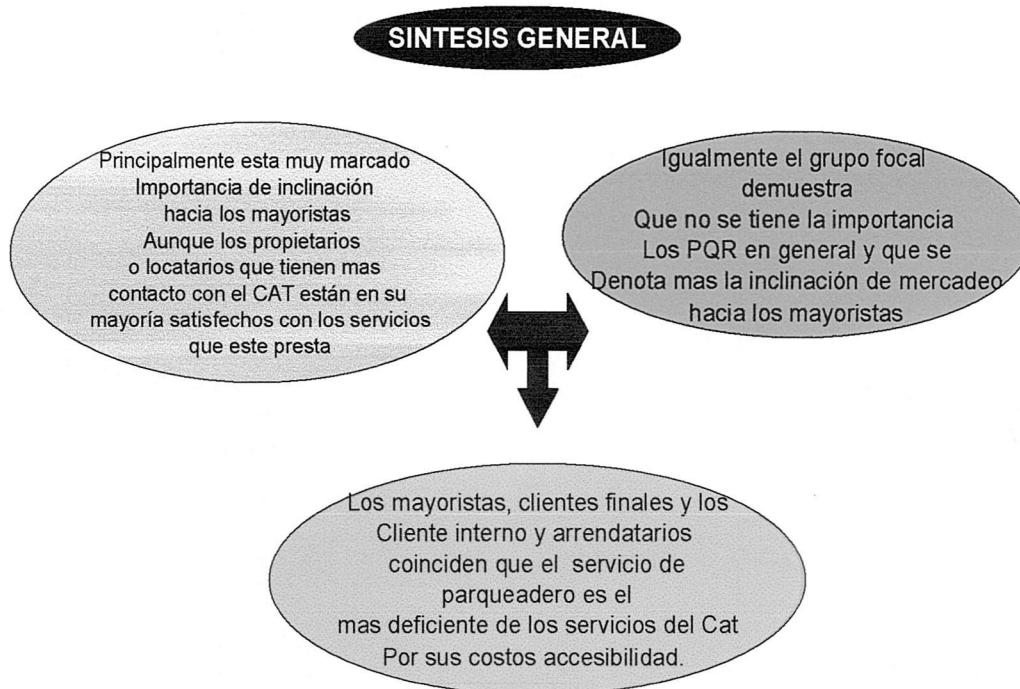 SINTESIS GENERAL
Principalmente esta muy marcado
Importancia de inclinación
hacia los mayoristas
Aunque los propietarios
o locatarios que tienen mas
contacto con el CAT están en su
mayoría satisfechos con los servicios
que este presta
Igualmente el grupo focal
demuestra
Que no se tiene la importancia
Los PQR en general y que se
Denota mas la inclinación de mercadeo
hacia los mayoristas
Los mayoristas, clientes finales y los
Cliente interno y arrendatarios
coinciden que el servicio de
parqueadero es el
mas deficiente de los servicios del Cat
Por sus costos accesibilidad.